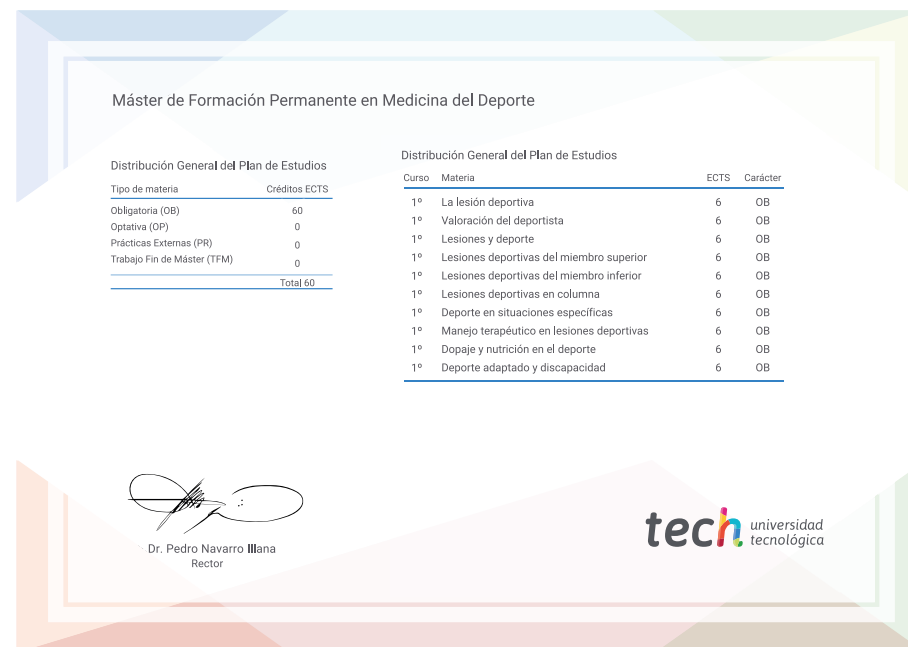 Máster de Formación Permanente en Medicina del Deporte
Distribución General del Plan de Estudios
Tipo de materia Créditos ECTS
Obligatoria (OB) 60
Optativa (OP) 0
Prácticas Externas (PR) 0
Trabajo Fin de Máster (TFM) 0
Total 60
Distribución General del Plan de Estudios
Curso Materia ECTS Carácter
1º La lesión deportiva 6 OB
1º Valoración del deportista 6 OB
1º Lesiones y deporte 6 OB
1º Lesiones deportivas del miembro superior 6 OB
1º Lesiones deportivas del miembro inferior 6 OB
1º Lesiones deportivas en columna 6 OB
1º Deporte en situaciones específicas 6 OB
1º Manejo terapéutico en lesiones deportivas 6 OB
1º Dopaje y nutrición en el deporte 6 OB
1º Deporte adaptado y discapacidad 6 OB
Dr. Pedro Navarro Illana
Rector
tech universidad
tecnológica